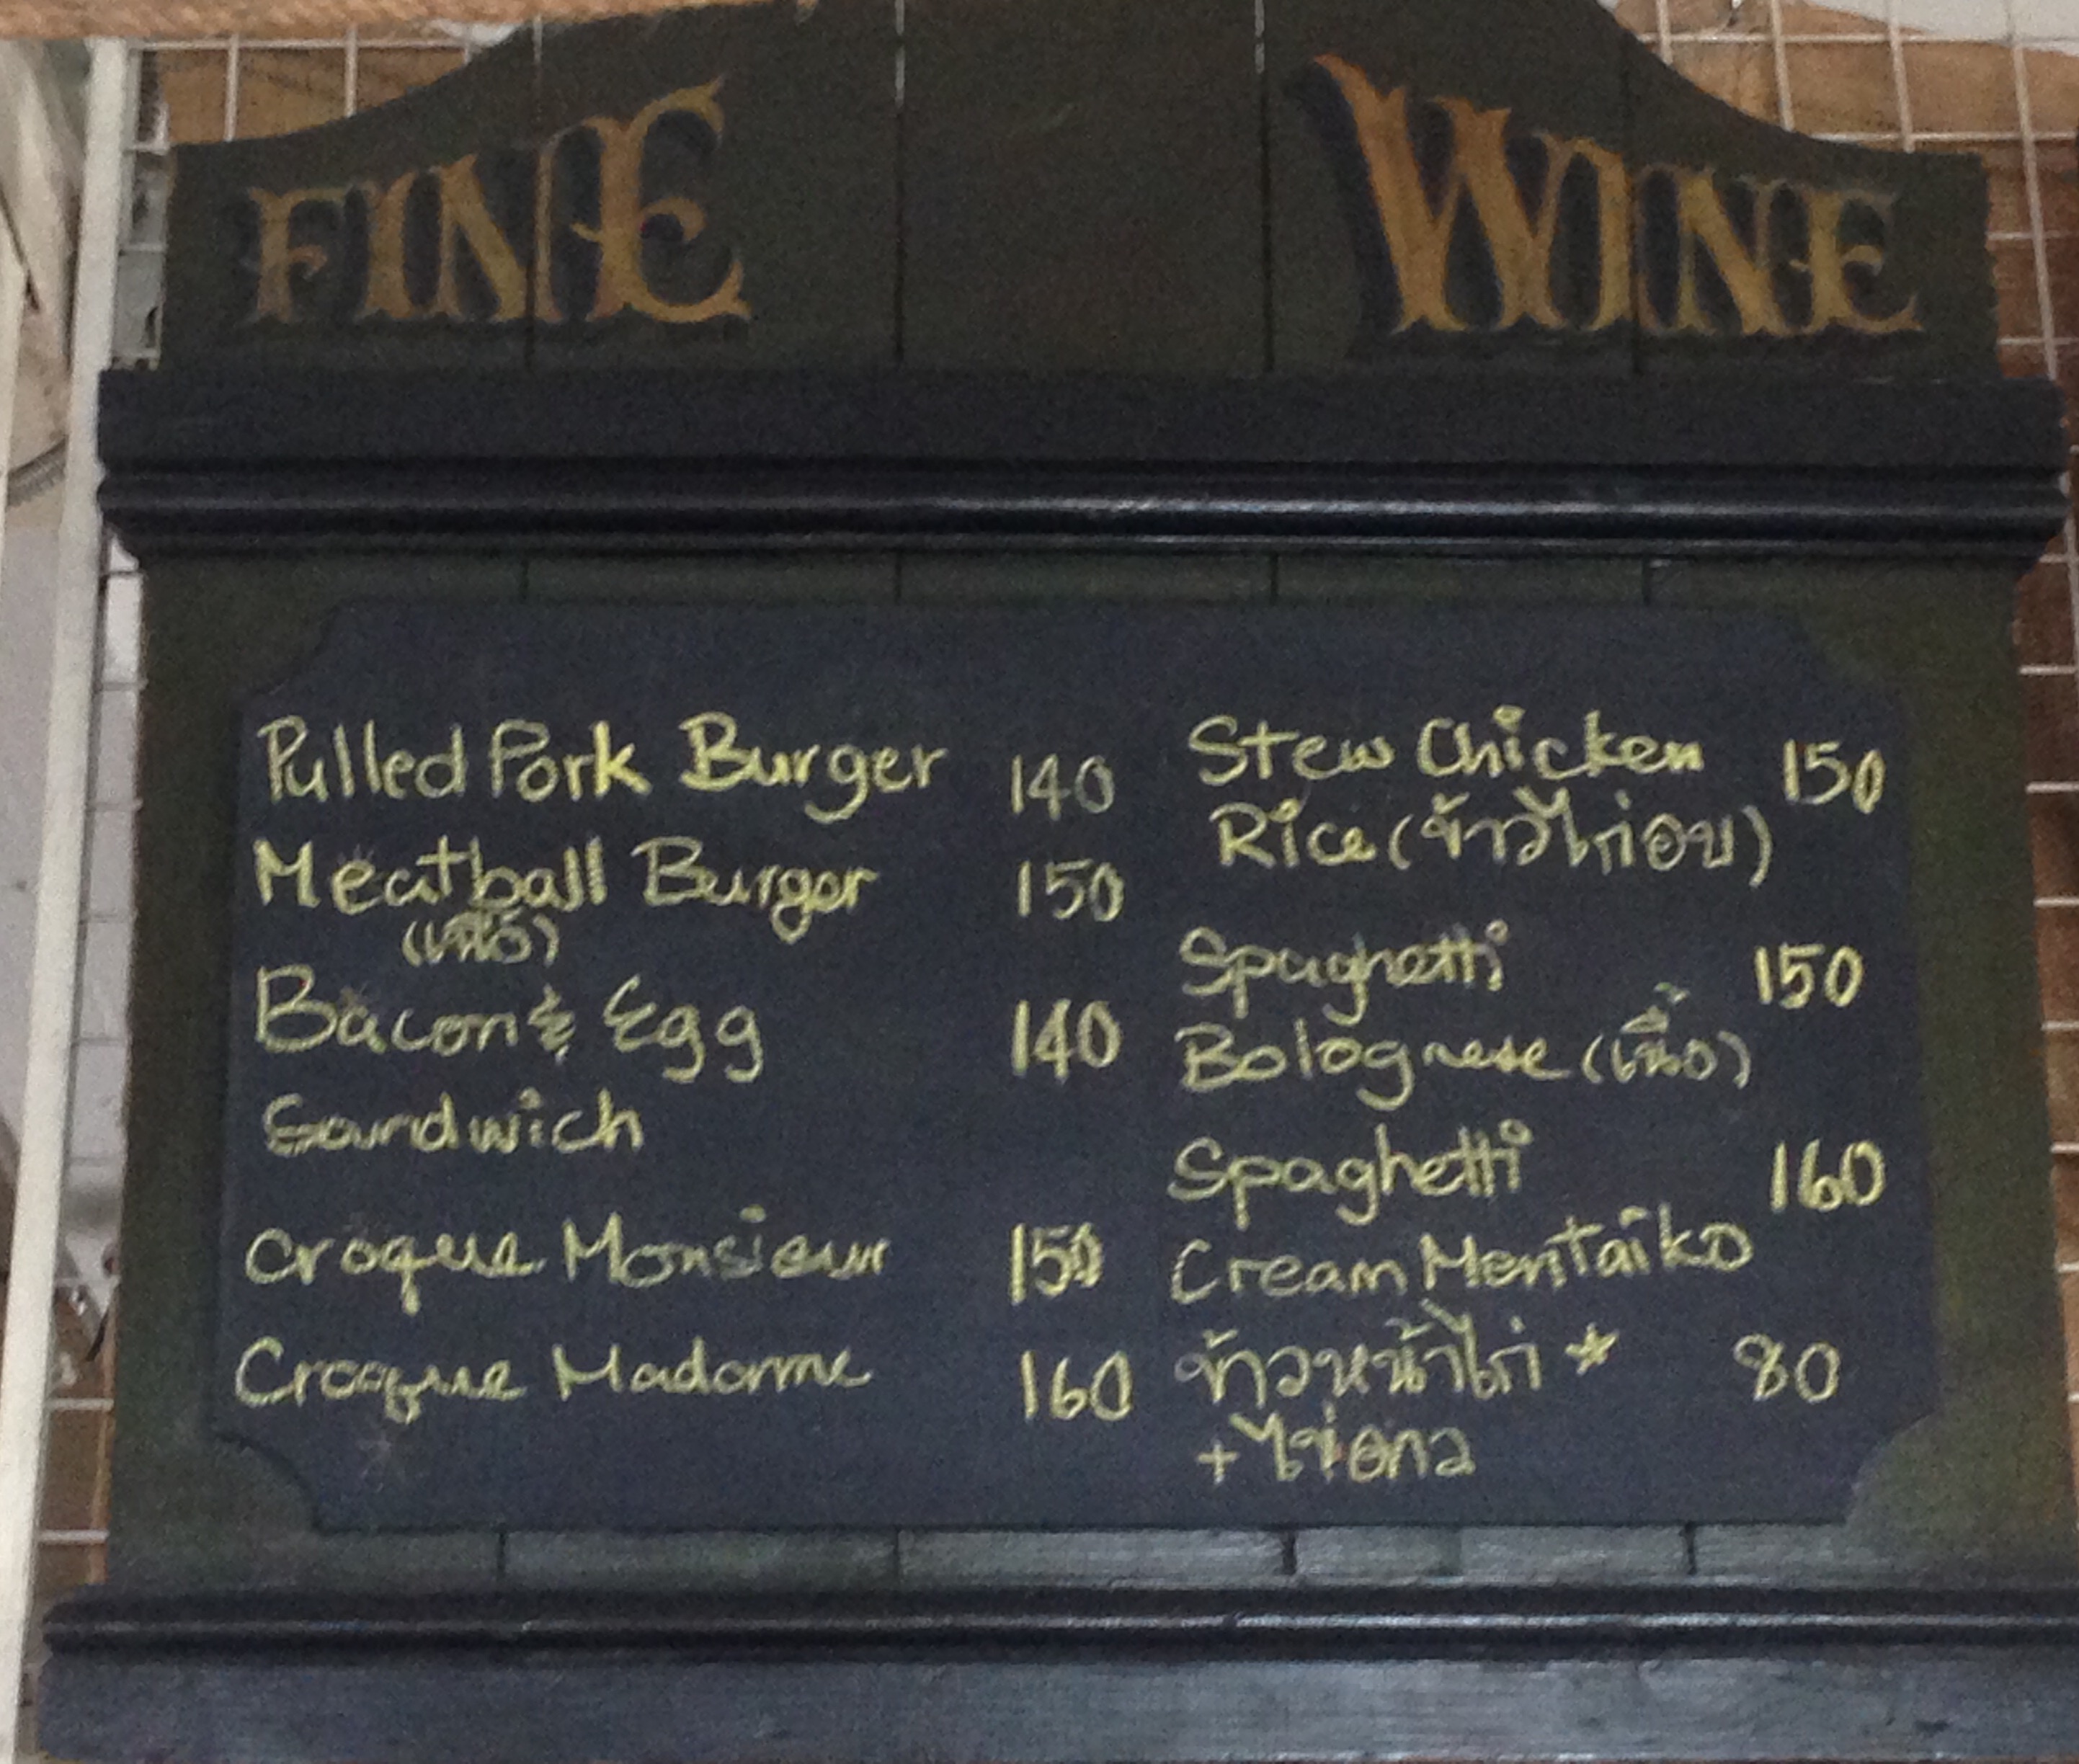 FINE WINE
Pulled Pork Burger 140
Meatball Burger 150
(เนื้อ)
Bacon & Egg 140
Sandwich
Croque Monsieur 150
Croque Madame 160
Stew Chicken 150
Rice (ข้าวไก่อบ)
Spaghetti 150
Bolognese (เนื้อ)
Spaghetti 160
Cream Mentaiko
ข้าวหน้าไก่ ★ 80
+ ไข่ดาว